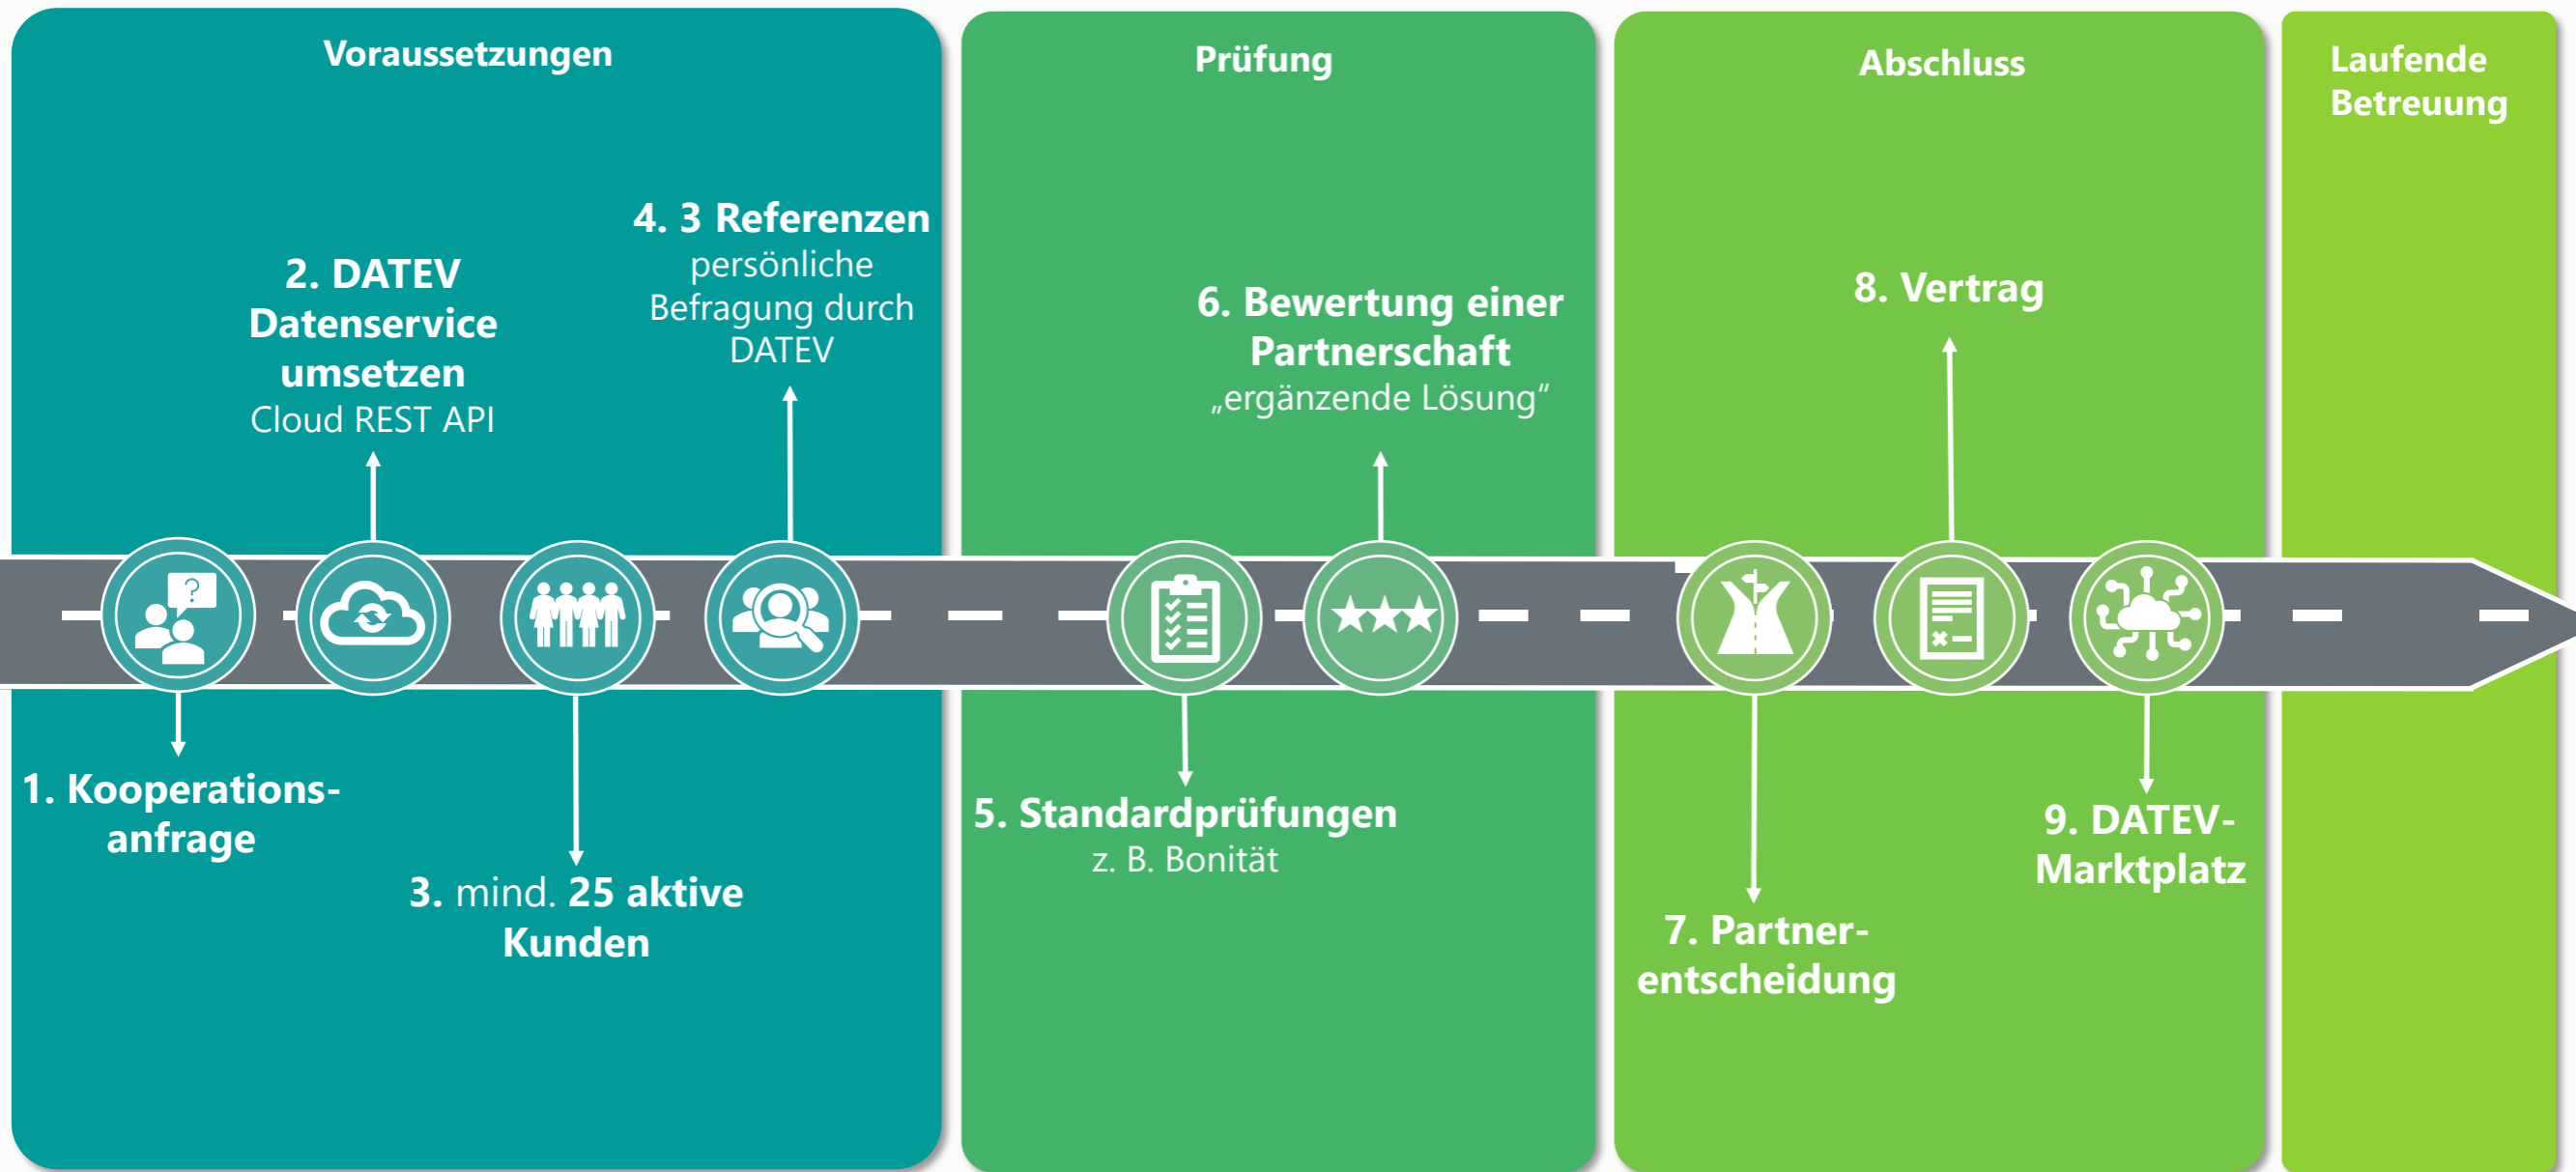 Voraussetzungen
1. Kooperations-
anfrage
2. DATEV
Datenservice
umsetzen
Cloud REST API
3. mind. 25 aktive
Kunden
4. 3 Referenzen
persönliche
Befragung durch
DATEV
Prüfung
5. Standardprüfungen
z. B. Bonität
6. Bewertung einer
Partnerschaft
„ergänzende Lösung“
Abschluss
7. Partner-
entscheidung
8. Vertrag
9. DATEV-
Marktplatz
Laufende
Betreuung
?